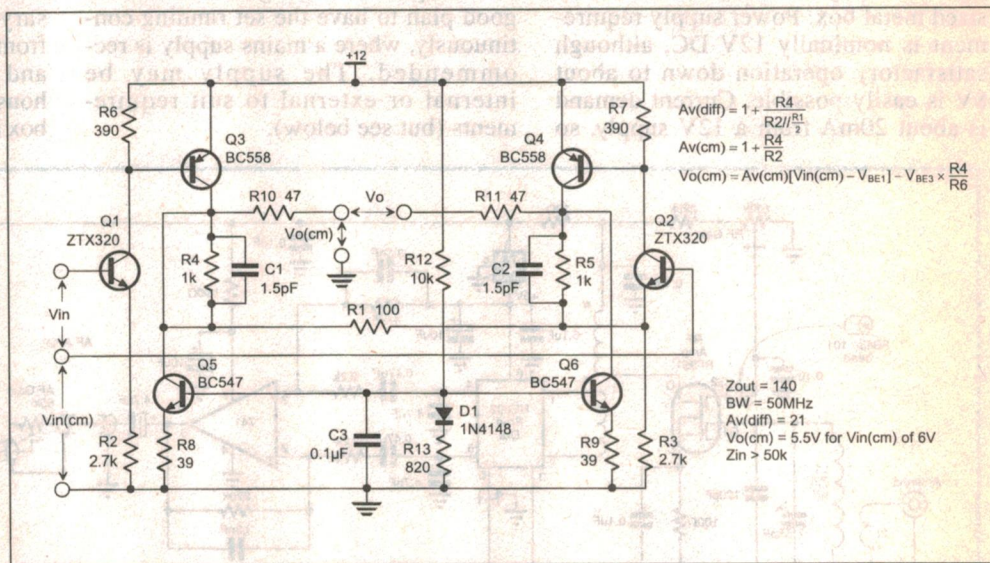 sized metal box. Power supply require-
ment is nominally 12V DC, although
satisfactory operation down to about
6V is easily possible. Current demand
is about 20mA from a 12V supply, so
good plan to have the set running con-
tinuously, where a mains supply is rec-
ommended. The supply may be
internal or external to suit require-
ments (but see below).
from
and
box
+12
R6
390
Q3
BC558
Q4
BC558
R7
390
Av(diff) = 1 + R4 / (R2//(R1/2))
Av(cm) = 1 + R4/R2
Vo(cm) = Av(cm)[Vin(cm) – VBE1] – VBE3 × R4/R6
R10 47
Vo
R11 47
Q1
ZTX320
Vo(cm)
Q2
ZTX320
R4
1k
C1
1.5pF
R12
10k
C2
1.5pF
R5
1k
Vin
R1 100
Q5
BC547
Q6
BC547
Vin(cm)
D1
1N4148
R2
2.7k
R8
39
C3
0.1µF
R13
820
R9
39
R3
2.7k
Zout = 140
BW = 50MHz
Av(diff) = 21
Vo(cm) = 5.5V for Vin(cm) of 6V
Zin > 50k